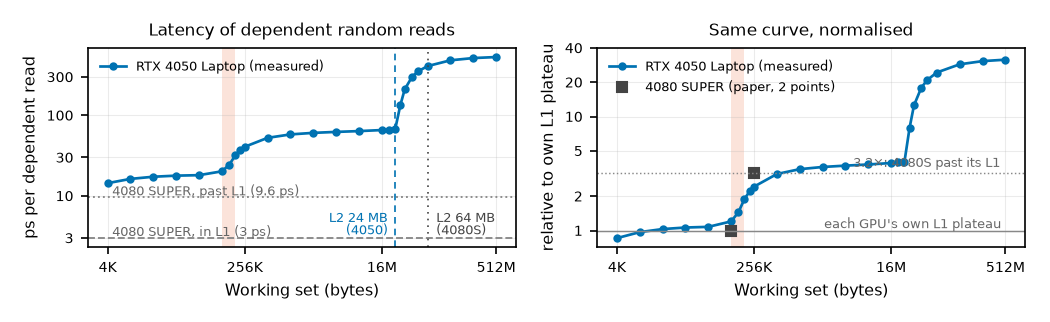 Latency of dependent random reads
ps per dependent read
300
100
30
10
3
RTX 4050 Laptop (measured)
4080 SUPER, past L1 (9.6 ps)
4080 SUPER, in L1 (3 ps)
L2 24 MB
(4050)
L2 64 MB
(4080S)
4K
256K
16M
512M
Working set (bytes)
Same curve, normalised
relative to own L1 plateau
40
20
10
5
2
1
RTX 4050 Laptop (measured)
4080 SUPER (paper, 2 points)
4080S past its L1
each GPU's own L1 plateau
4K
256K
16M
512M
Working set (bytes)